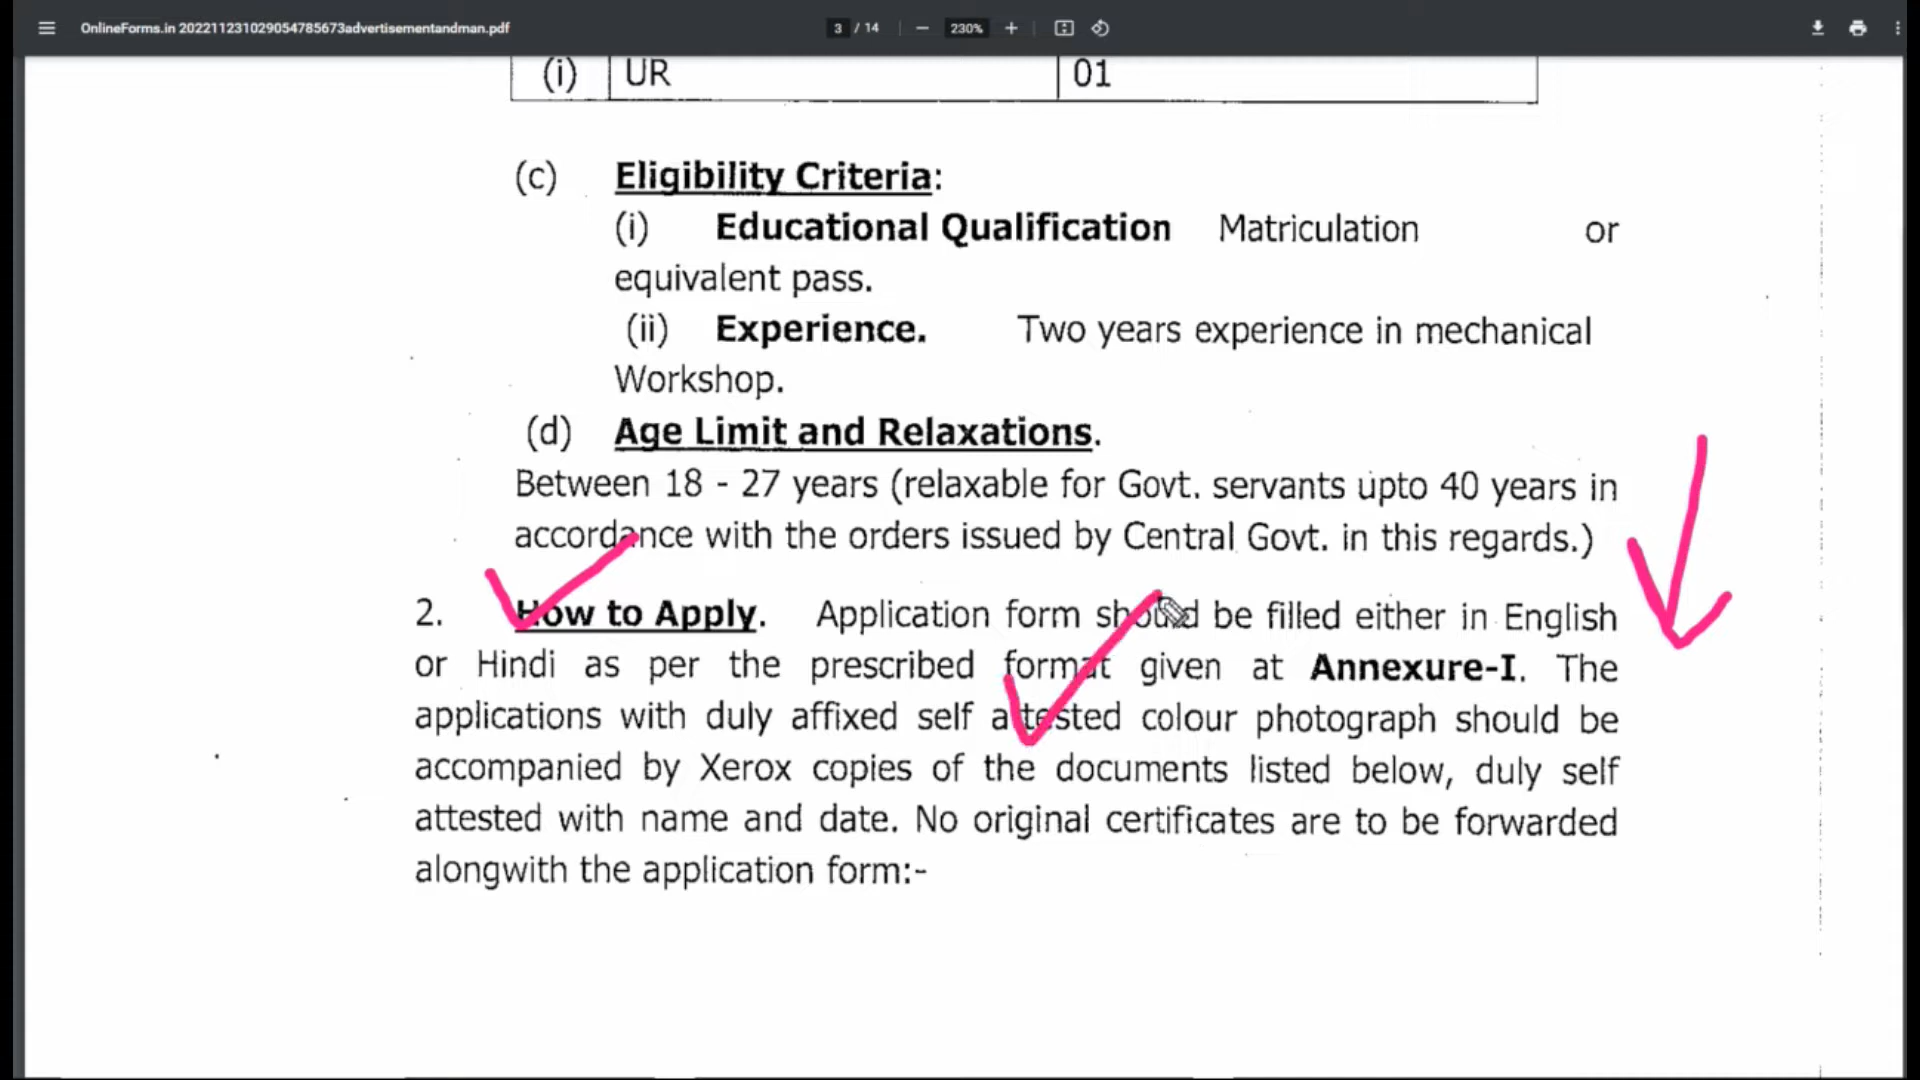 OnlineForms.in 202211231029054785673advertisementandman.pdf
3 / 14
230%
(i) UR 01
(c) Eligibility Criteria:
(i) Educational Qualification Matriculation or
equivalent pass.
(ii) Experience. Two years experience in mechanical
Workshop.
(d) Age Limit and Relaxations.
Between 18 - 27 years (relaxable for Govt. servants upto 40 years in
accordance with the orders issued by Central Govt. in this regards.)
2. How to Apply. Application form should be filled either in English
or Hindi as per the prescribed format given at Annexure-I. The
applications with duly affixed self attested colour photograph should be
accompanied by Xerox copies of the documents listed below, duly self
attested with name and date. No original certificates are to be forwarded
alongwith the application form:-